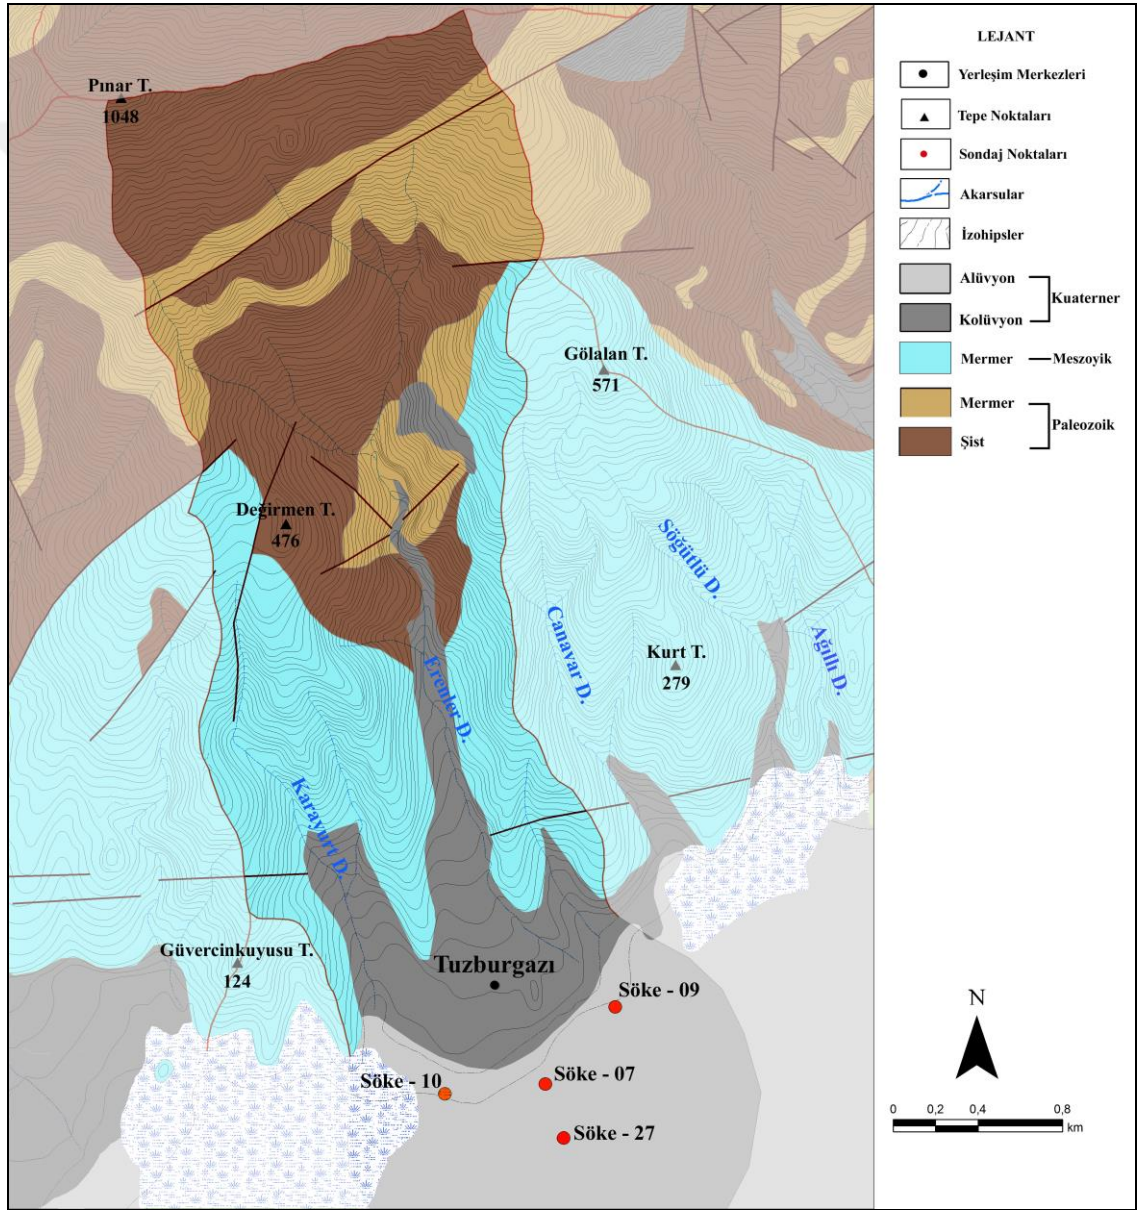 Pınar T.
1048
Gölalan T.
571
Değirmen T.
476
Söğütlü D.
Canavar D.
Ağıllı D.
Kurt T.
279
Erenler D.
Karayurt D.
Güvercinkuyusu T.
124
Tuzburgazı
Söke - 09
Söke - 10
Söke - 07
Söke - 27
LEJANT
Yerleşim Merkezleri
Tepe Noktaları
Sondaj Noktaları
Akarsular
İzohipsler
Alüvyon
Kuaterner
Kolüvyon
Mermer
Meszoyik
Mermer
Paleozoik
Şist
N
0 0,2 0,4 0,8
km